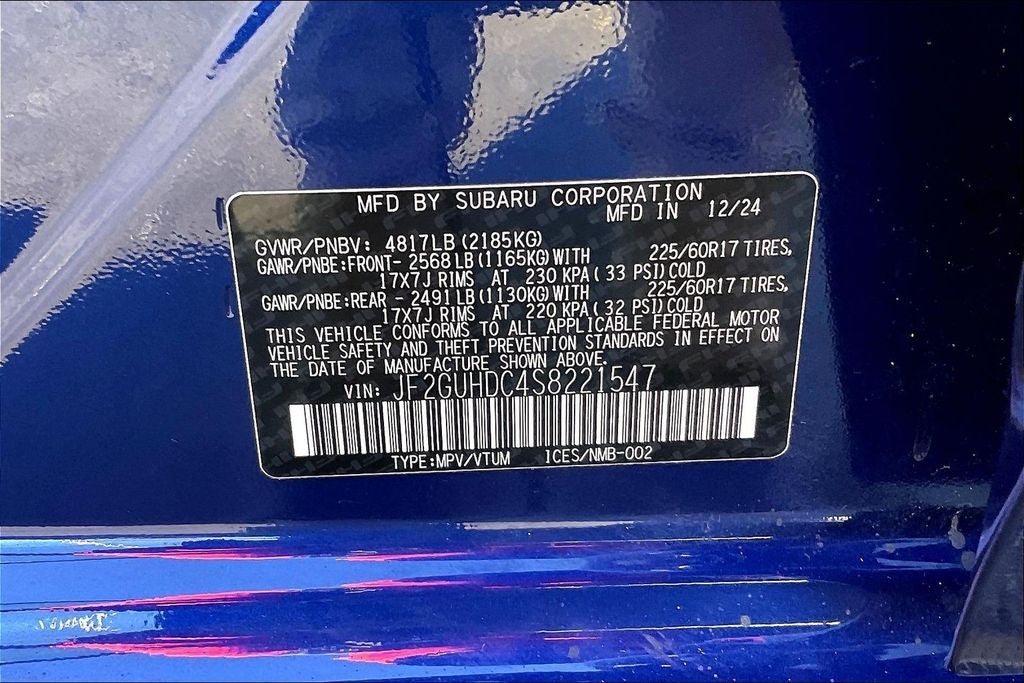 MFD BY SUBARU CORPORATION
MFD IN 12/24
GVWR/PNBV: 4817LB (2185KG)
GAWR/PNBE:FRONT- 2568 LB (1165KG) WITH 225/60R17 TIRES,
17X7J RIMS AT 230 KPA ( 33 PSI) COLD
GAWR/PNBE:REAR - 2491 LB (1130KG) WITH 225/60R17 TIRES,
17X7J RIMS AT 220 KPA ( 32 PSI) COLD
THIS VEHICLE CONFORMS TO ALL APPLICABLE FEDERAL MOTOR
VEHICLE SAFETY AND THEFT PREVENTION STANDARDS IN EFFECT ON
THE DATE OF MANUFACTURE SHOWN ABOVE.
VIN: JF2GUHDC4S8221547
TYPE:MPV/VTUM ICES/NMB-002